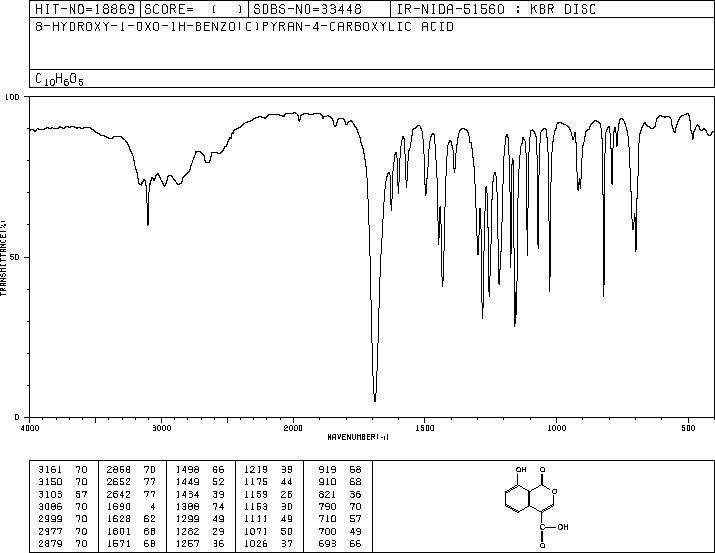 HIT-NO=18869 SCORE= ( ) SDBS-NO=33448 IR-NIDA-51560 : KBR DISC
8-HYDROXY-1-OXO-1H-BENZO(C)PYRAN-4-CARBOXYLIC ACID
C10H6O5
100
50
0
TRANSMITTANCE(%)
4000 3000 2000 1500 1000 500
WAVENUMBER(-1)
3161 70 2868 70 1498 66 1219 39 919 68
3150 70 2652 77 1449 52 1175 44 910 68
3103 57 2642 77 1434 39 1159 26 821 36
3086 70 1690 4 1388 74 1153 30 790 70
2999 70 1628 62 1299 49 1111 49 710 57
2977 70 1601 68 1282 29 1071 50 700 49
2879 70 1571 68 1257 36 1026 37 693 66
OH O
O
C—OH
O